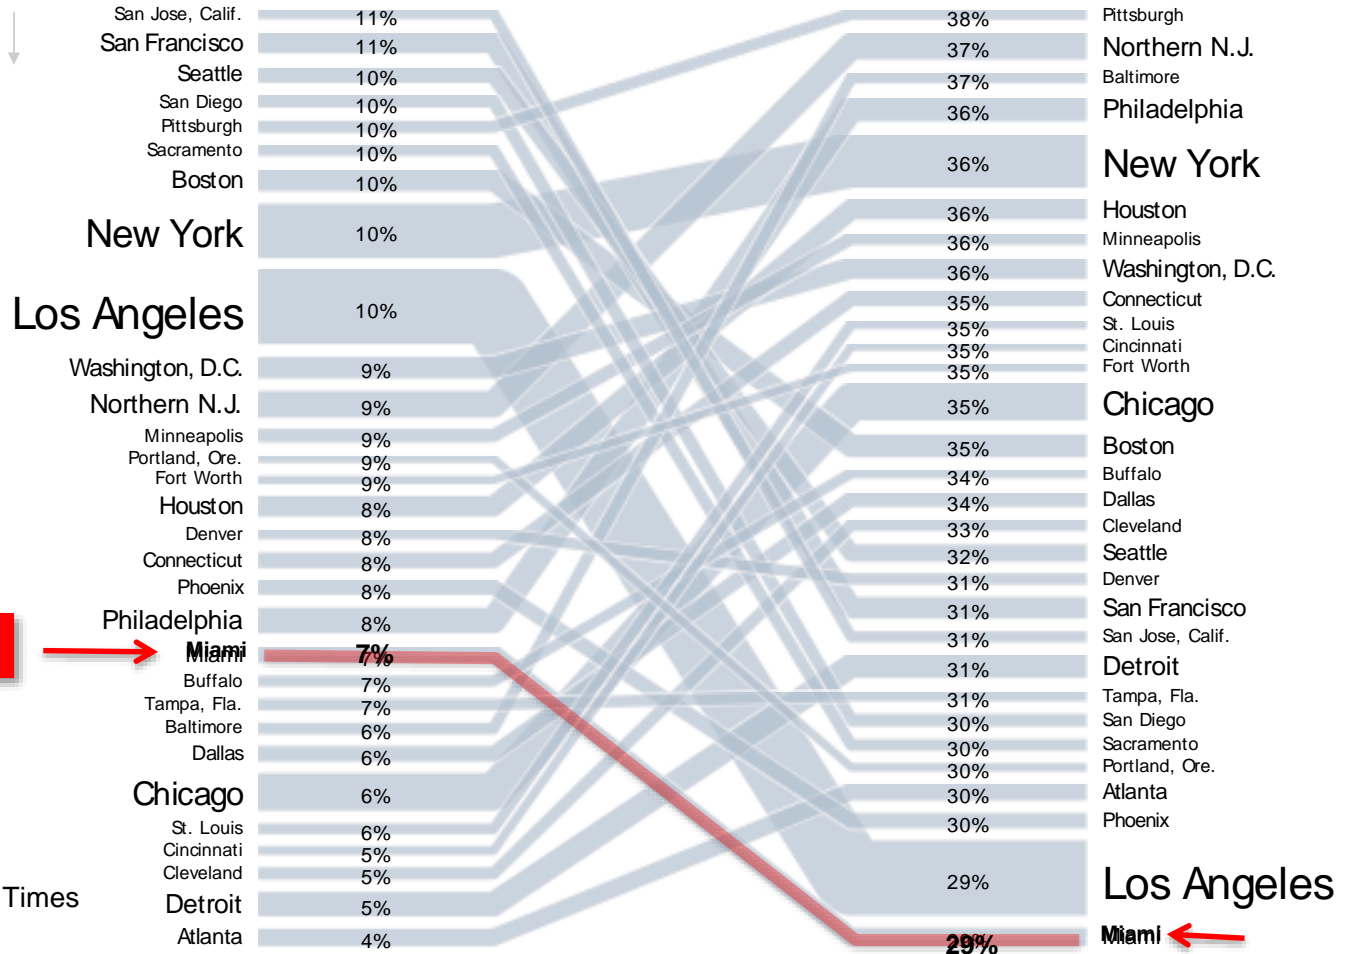 San Jose, Calif. 11% 38% Pittsburgh
San Francisco 11% 37% Northern N.J.
Seattle 10% 37% Baltimore
San Diego 10% 36% Philadelphia
Pittsburgh 10%
Sacramento 10% 36% New York
Boston 10% 36% Houston
New York 10% 36% Minneapolis
36% Washington, D.C.
Los Angeles 10% 35% Connecticut
35% St. Louis
35% Cincinnati
Washington, D.C. 9% 35% Fort Worth
Northern N.J. 9% 35% Chicago
Minneapolis 9% 35% Boston
Portland, Ore. 9%
Fort Worth 9% 34% Buffalo
Houston 8% 34% Dallas
Denver 8% 33% Cleveland
Connecticut 8% 32% Seattle
Phoenix 8% 31% Denver
Philadelphia 8% 31% San Francisco
Miami 7% 31% San Jose, Calif.
Miami 7%
Buffalo 7% 31% Detroit
Tampa, Fla. 7% 31% Tampa, Fla.
Baltimore 6% 30% San Diego
Dallas 6% 30% Sacramento
30% Portland, Ore.
Chicago 6% 30% Atlanta
St. Louis 6% 30% Phoenix
Cincinnati 5%
Cleveland 5% 29% Los Angeles
Times Detroit 5%
Atlanta 4% 29% Miami
29% Miami